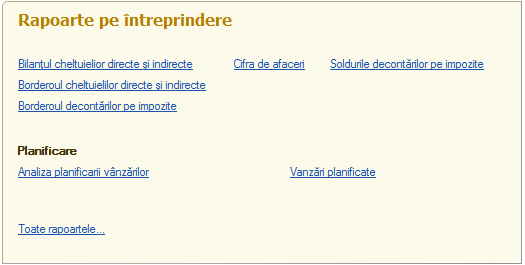 Rapoarte pe întreprindere
Bilanțul cheltuielior directe și indirecte Cifra de afaceri Soldurile decontărilor pe impozite
Borderoul cheltuielilor directe și indirecte
Borderoul decontărilor pe impozite
Planificare
Analiza planificarii vânzărilor Vanzări planificate
Toate rapoartele...